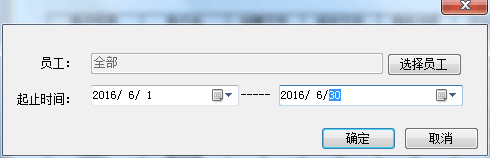 员工： 全部 选择员工
起止时间： 2016/ 6/ 1 ----- 2016/ 6/30
确定 取消